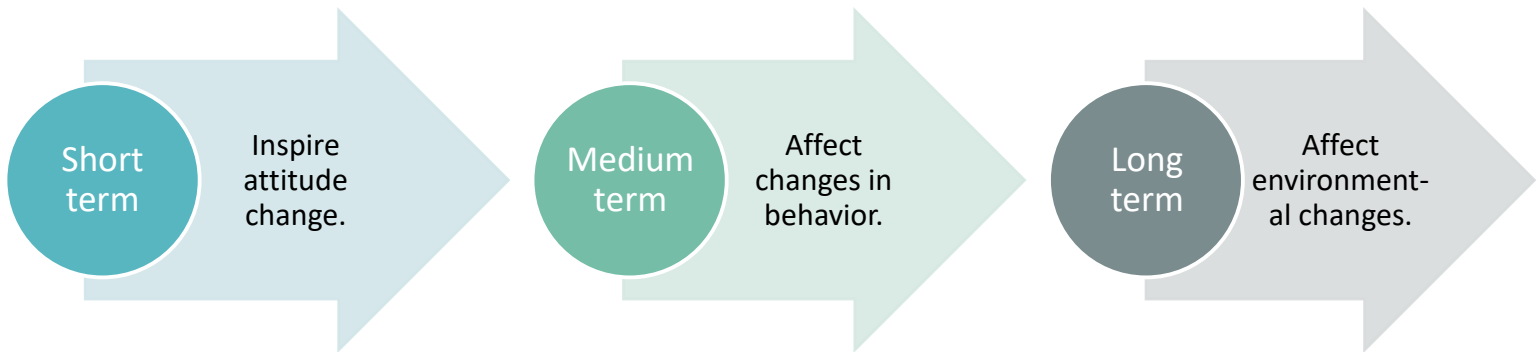 Short
term
Inspire
attitude
change.
Medium
term
Affect
changes in
behavior.
Long
term
Affect
environment-
al changes.